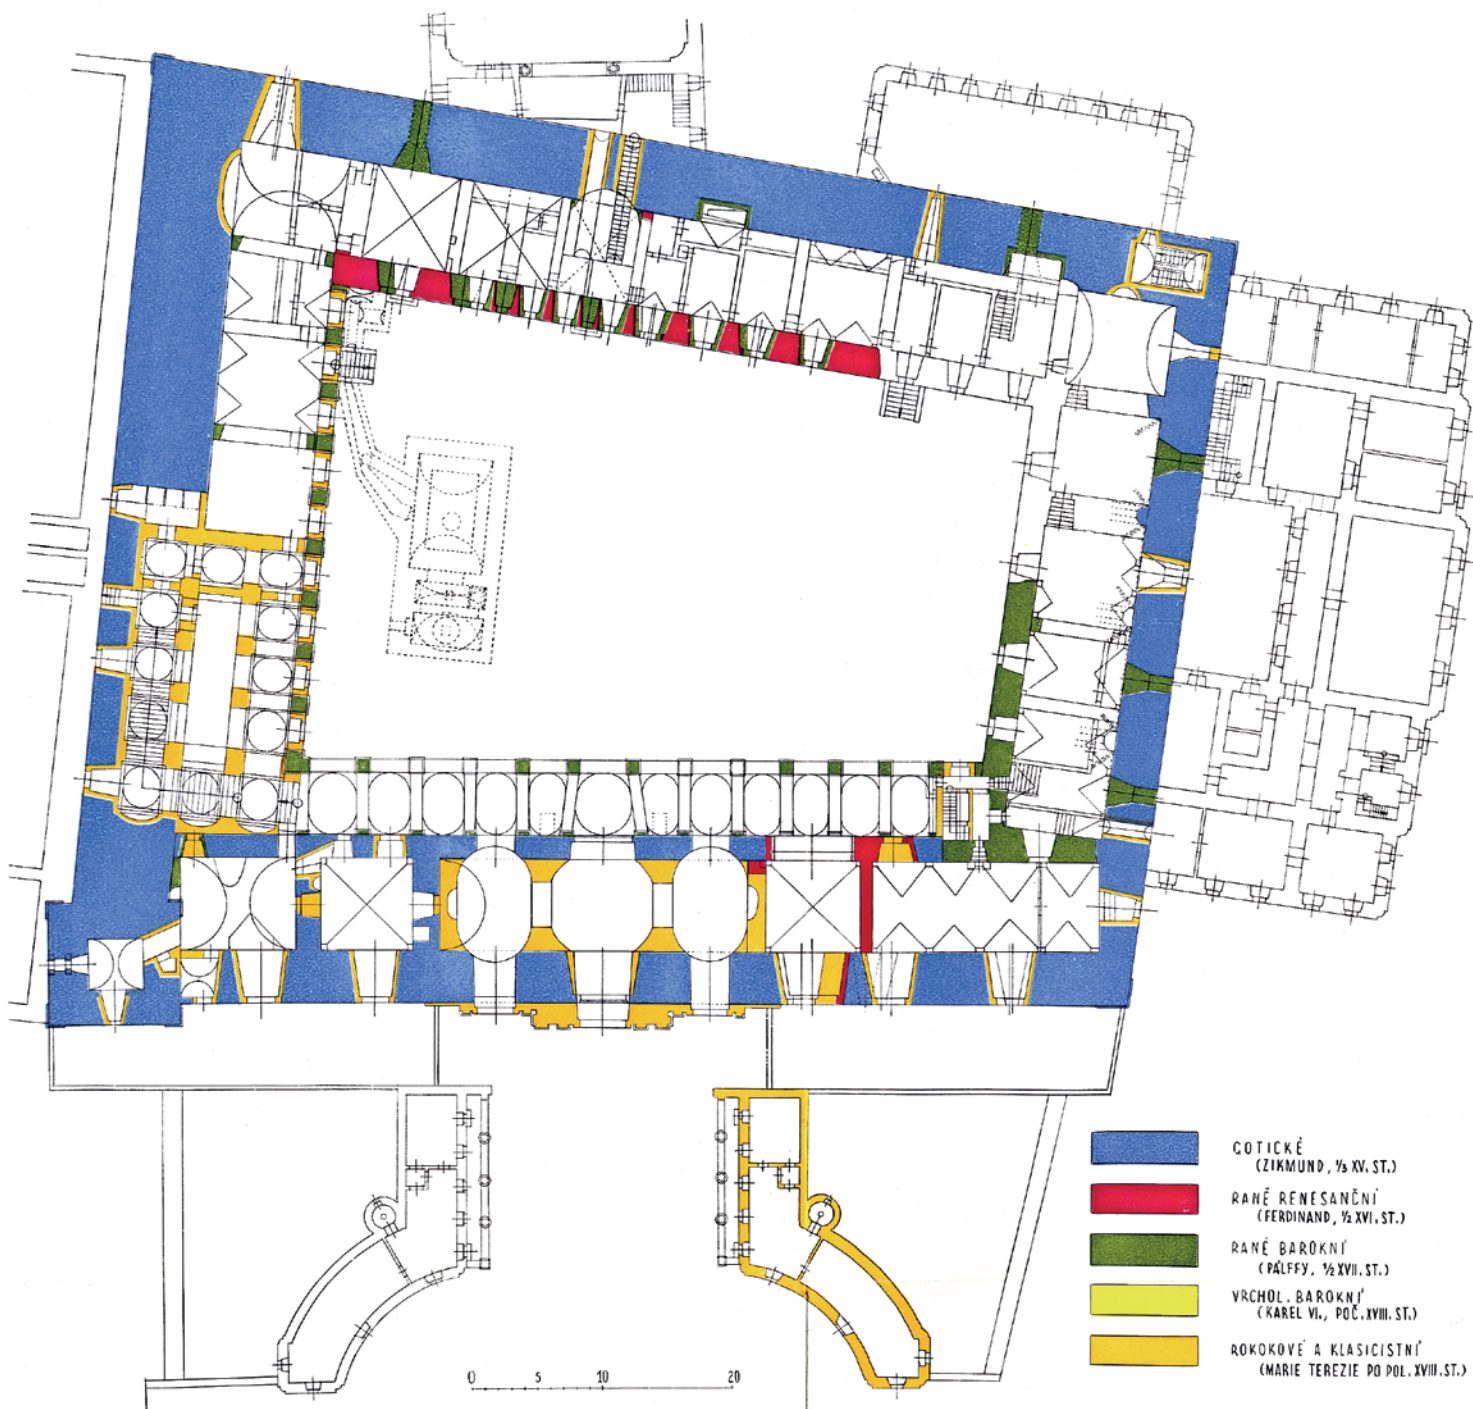 GOTICKÉ
(ZIKMUND, ⅓ XV. ST.)
RANĚ RENESANČNÍ
(FERDINAND, ½ XVI. ST.)
RANĚ BAROKNÍ
(PÁLFFY, ½ XVII. ST.)
VRCHOL. BAROKNÍ
(KAREL VI., POČ. XVIII. ST.)
ROKOKOVÉ A KLASICISTNÍ
(MARIE TEREZIE PO POL. XVIII. ST.)
0 5 10 20